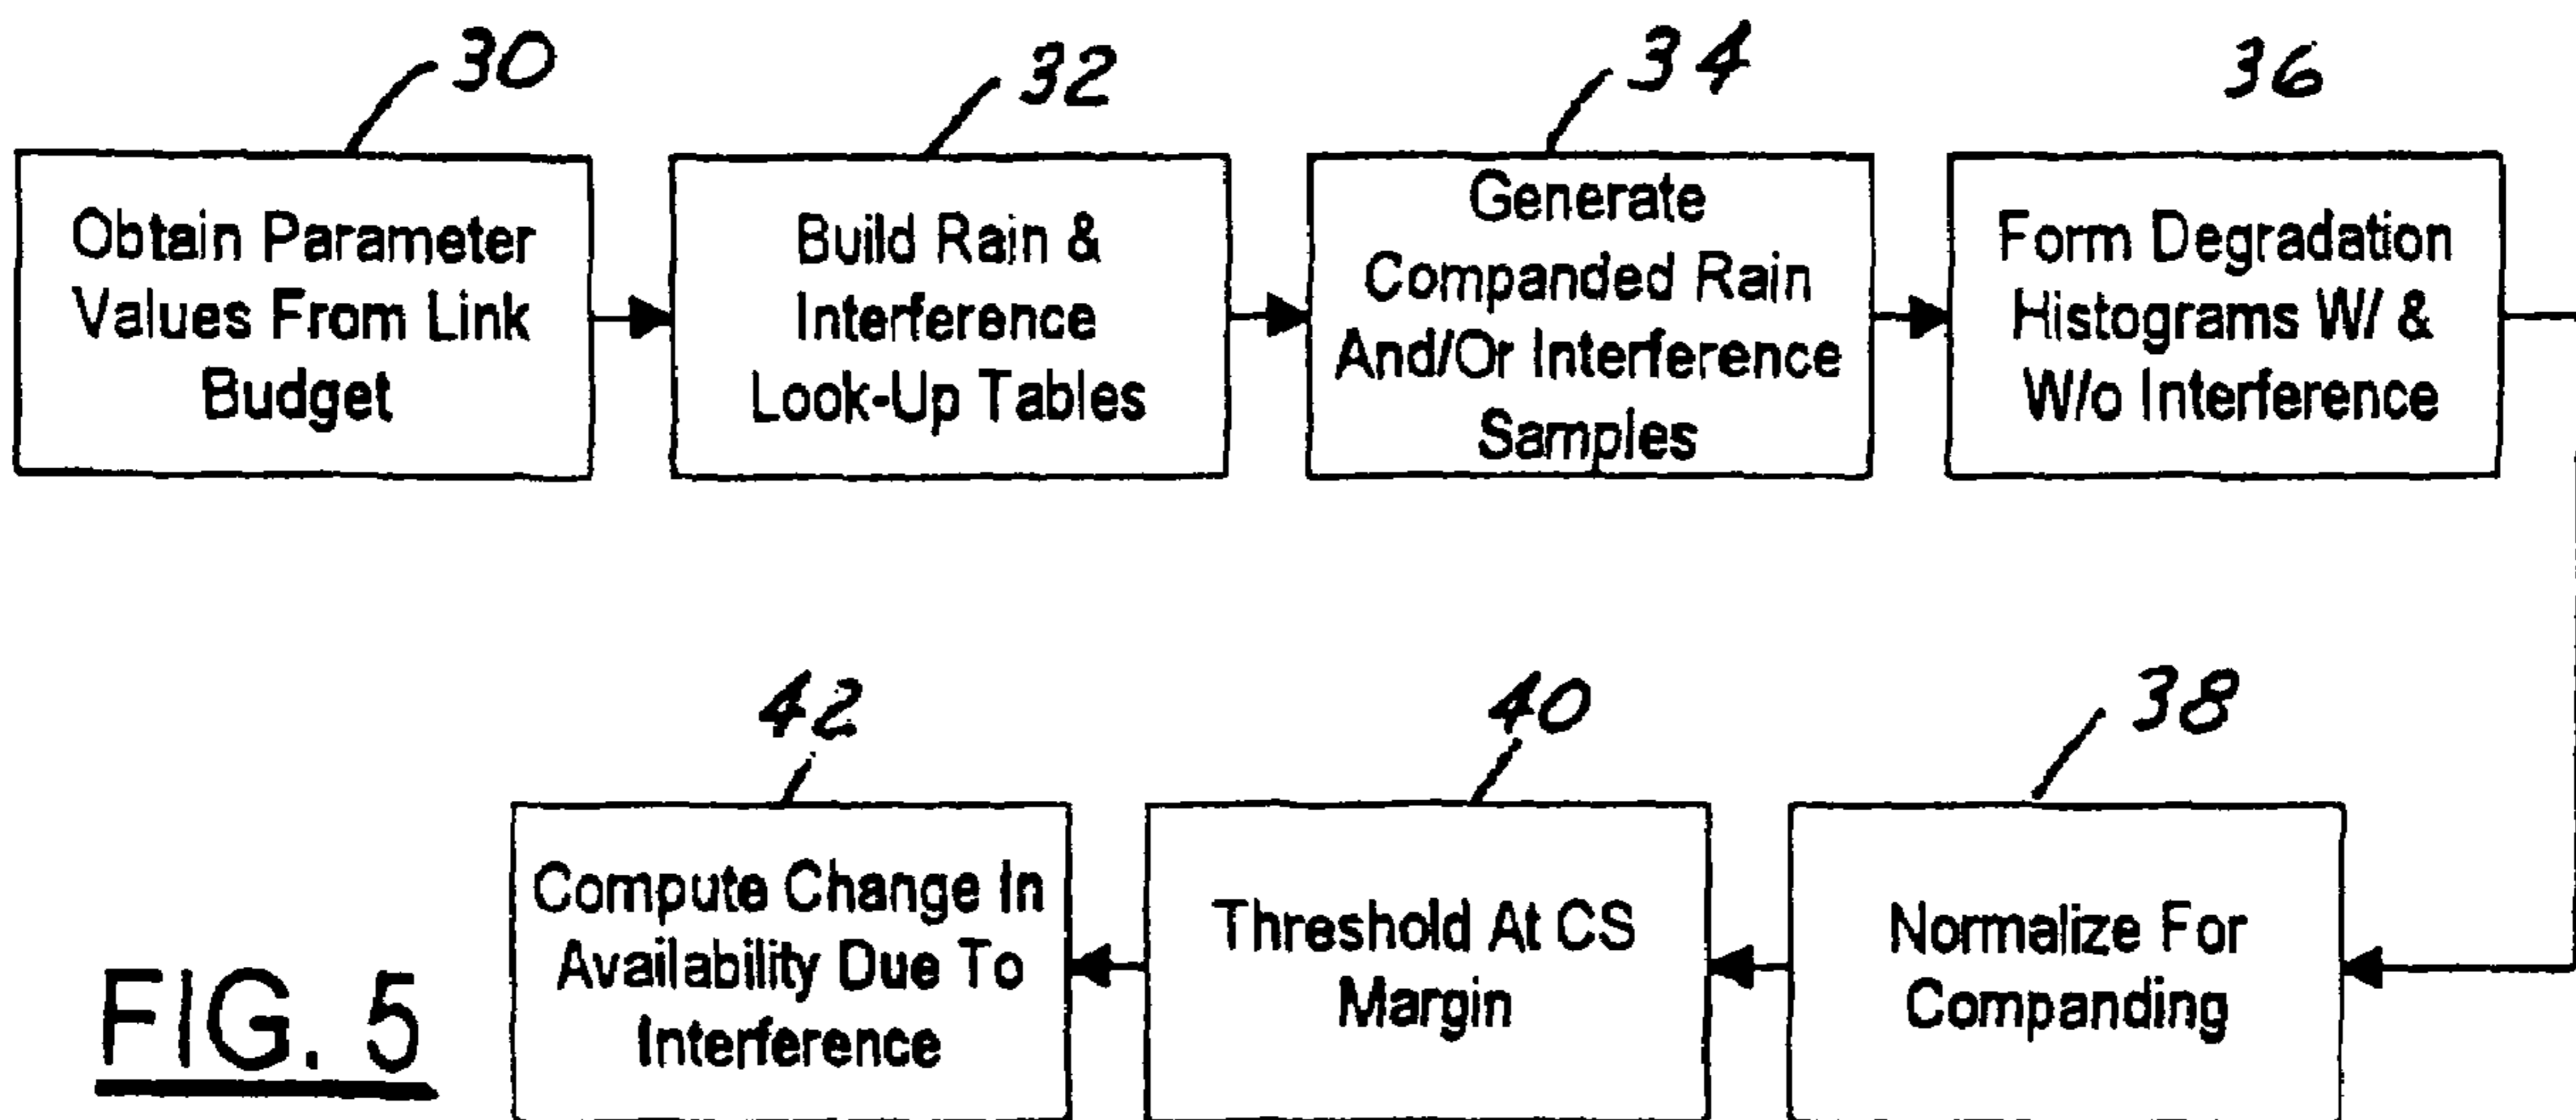 30
32
34
36
Obtain Parameter
Values From Link
Budget
Build Rain &
Interference
Look-Up Tables
Generate
Companded Rain
And/Or Interference
Samples
Form Degradation
Histograms W/ &
W/o Interference
42
40
38
Compute Change In
Availability Due To
Interference
Threshold At CS
Margin
Normalize For
Companding
FIG. 5